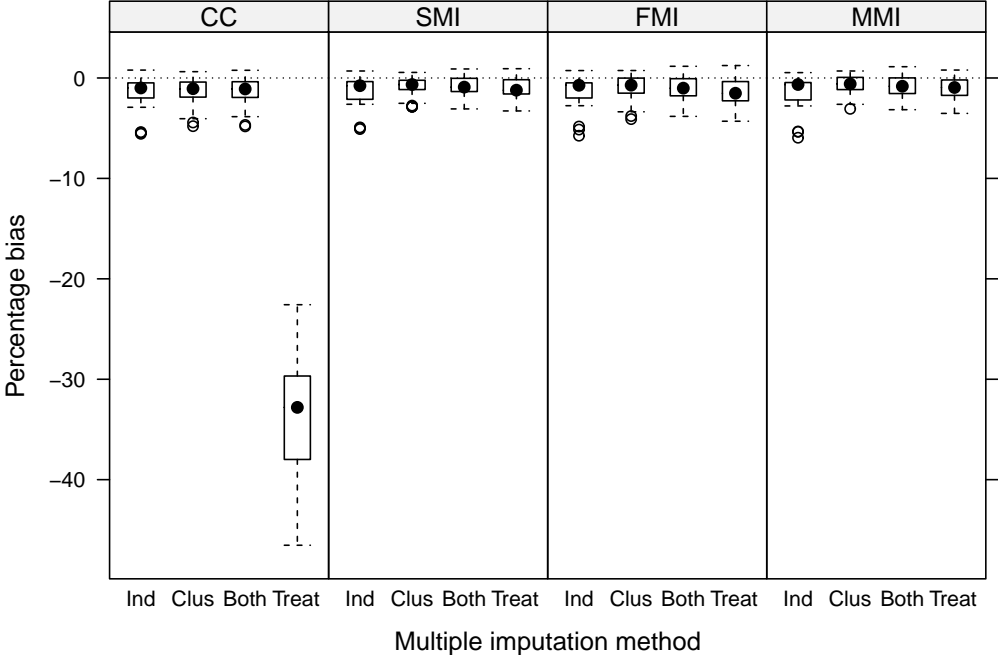 CC SMI FMI MMI
0
−10
−20
−30
−40
Percentage bias
Ind Clus Both Treat Ind Clus Both Treat Ind Clus Both Treat Ind Clus Both Treat
Multiple imputation method